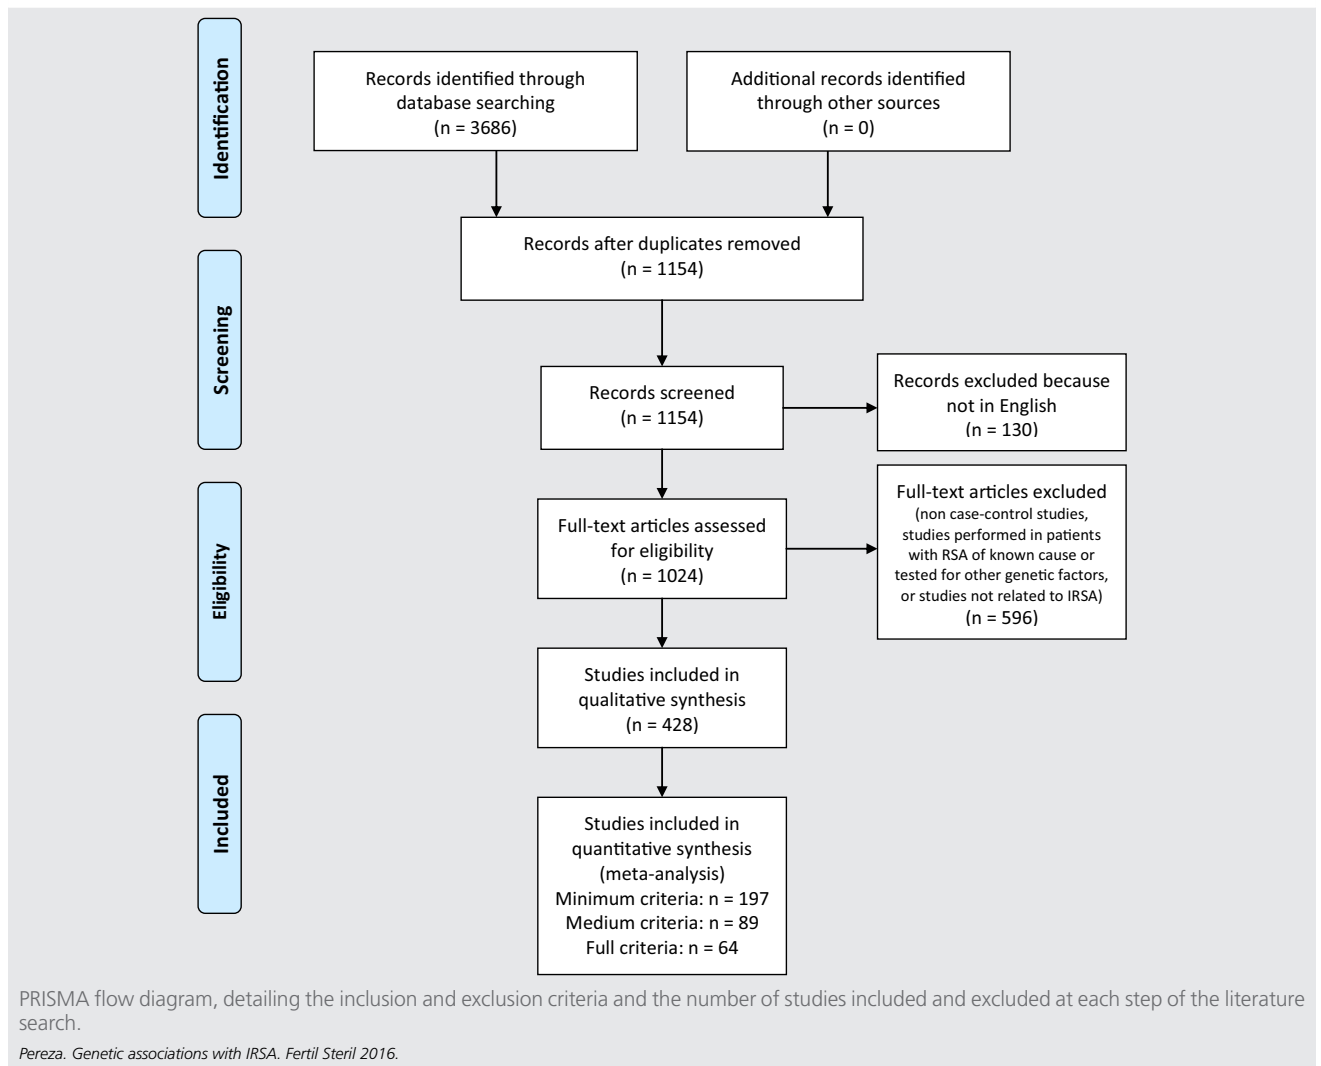 Identification
Records identified through
database searching
(n = 3686)
Additional records identified
through other sources
(n = 0)
Records after duplicates removed
(n = 1154)
Screening
Records screened
(n = 1154)
Records excluded because
not in English
(n = 130)
Eligibility
Full-text articles assessed
for eligibility
(n = 1024)
Full-text articles excluded
(non case-control studies,
studies performed in patients
with RSA of known cause or
tested for other genetic factors,
or studies not related to IRSA)
(n = 596)
Studies included in
qualitative synthesis
(n = 428)
Included
Studies included in
quantitative synthesis
(meta-analysis)
Minimum criteria: n = 197
Medium criteria: n = 89
Full criteria: n = 64
PRISMA flow diagram, detailing the inclusion and exclusion criteria and the number of studies included and excluded at each step of the literature
search.
Pereza. Genetic associations with IRSA. Fertil Steril 2016.